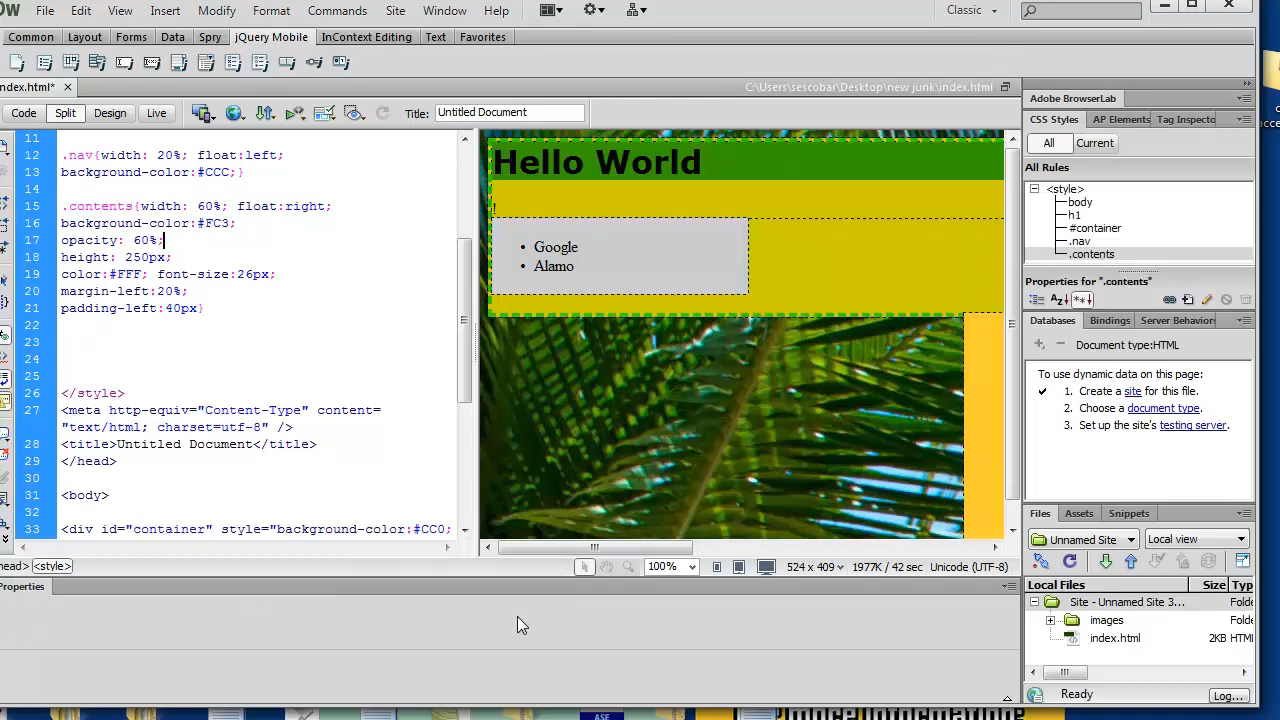 File Edit View Insert Modify Format Commands Site Window Help Classic
Common Layout Forms Data Spry jQuery Mobile InContext Editing Text Favorites
ndex.html* C:\Users\sescobar\Desktop\new junk\index.html
Code Split Design Live Title: Untitled Document
11
12 .nav{width: 20%; float:left;
13 background-color:#CCC;}
14
15 .contents{width: 60%; float:right;
16 background-color:#FC3;
17 opacity: 60%;
18 height: 250px;
19 color:#FFF; font-size:26px;
20 margin-left:20%;
21 padding-left:40px}
22
23
24
25
26 </style>
27 <meta http-equiv="Content-Type" content=
"text/html; charset=utf-8" />
28 <title>Untitled Document</title>
29 </head>
30
31 <body>
32
33 <div id="container" style="background-color:#CC0;
Hello World
!
• Google
• Alamo
head> <style> 100% 524 x 409 1977K / 42 sec Unicode (UTF-8)
Properties
Adobe BrowserLab
CSS Styles AP Elements Tag Inspecto
All Current
All Rules
<style>
body
h1
#container
.nav
.contents
Properties for ".contents"
Databases Bindings Server Behaviors
Document type:HTML
To use dynamic data on this page:
1. Create a site for this file.
2. Choose a document type.
3. Set up the site's testing server.
Files Assets Snippets
Unnamed Site Local view
Local Files Size Typ
Site - Unnamed Site 3... Folde
images Folde
index.html 2KB HTM
Ready Log...
ASE more information